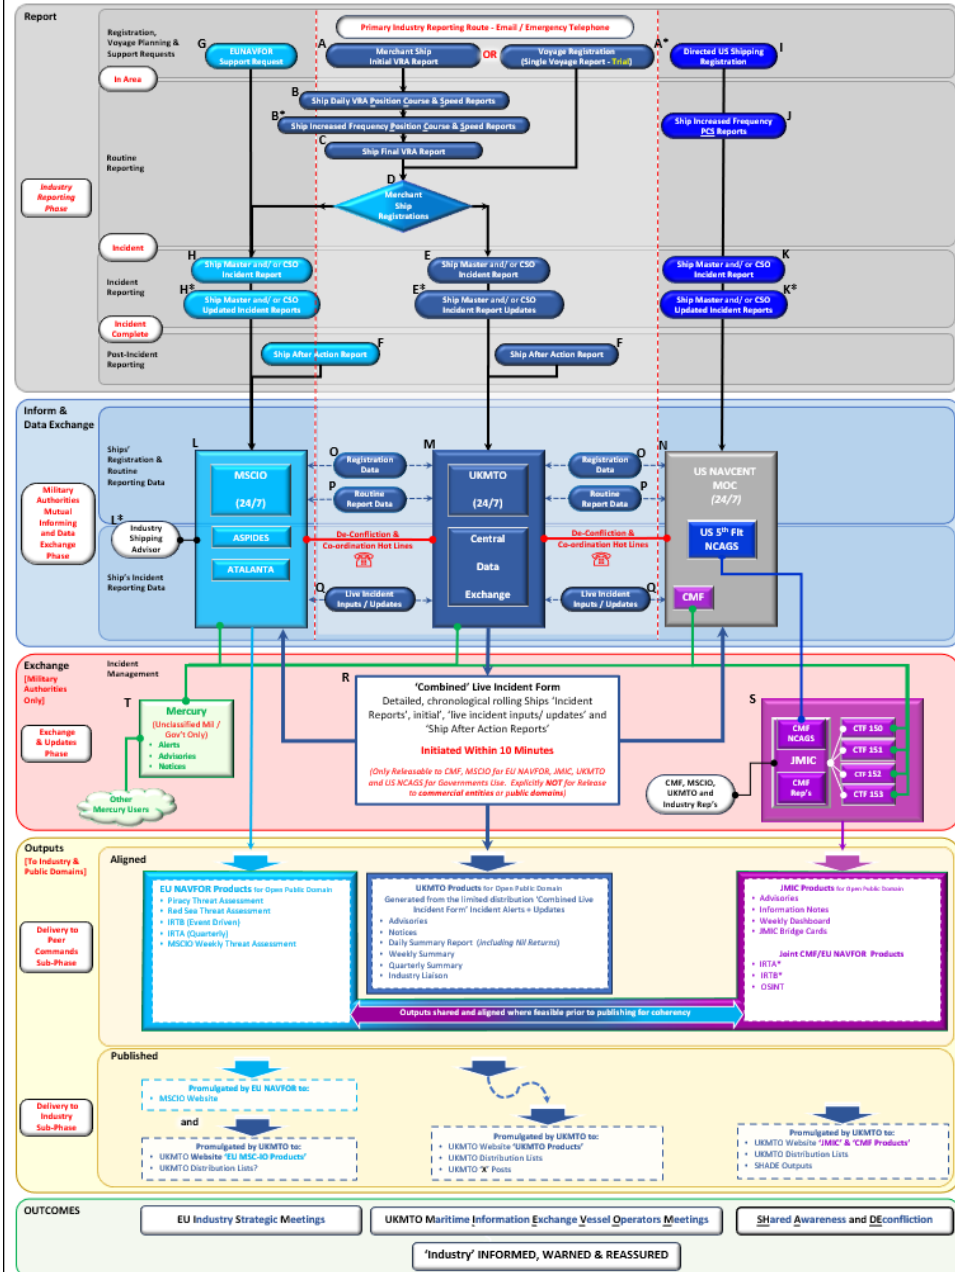 Report
Primary Industry Reporting Route - Email / Emergency Telephone
Registration,
Voyage Planning &
Support Requests
G
EUNAVFOR
Support Request
A
Merchant Ship
Initial VRA Report
OR
Voyage Registration
(Single Voyage Report - Trial)
A*
Directed US Shipping
Registration
I
In Area
B
Ship Daily VRA Position Course & Speed Reports
B*
Ship Increased Frequency Position Course & Speed Reports
Ship Increased Frequency
PCS Reports
J
C
Ship Final VRA Report
Routine
Reporting
D
Merchant
Ship
Registrations
Industry
Reporting
Phase
Incident
H
Ship Master and/ or CSO
Incident Report
E
Ship Master and/ or CSO
Incident Report
Ship Master and/ or CSO
Incident Report
K
Incident
Reporting
H*
Ship Master and/ or CSO
Updated Incident Reports
E*
Ship Master and/ or CSO
Incident Report Updates
Ship Master and/ or CSO
Updated Incident Reports
K*
Incident
Complete
Post-Incident
Reporting
Ship After Action Report
F
Ship After Action Report
F
Inform &
Data Exchange
Ships'
Registration &
Routine
Reporting Data
L
MSCIO
(24/7)
ASPIDES
ATALANTA
O
Registration
Data
P
Routine
Report Data
M
UKMTO
(24/7)
Central
Data
Exchange
Registration
Data
O
Routine
Report Data
P
N
US NAVCENT
MOC
(24/7)
US 5th Flt
NCAGS
CMF
Military
Authorities
Mutual
Informing
and Data
Exchange
Phase
L*
Industry
Shipping
Advisor
De-Confliction &
Co-ordination Hot Lines
De-Confliction &
Co-ordination Hot Lines
Ship's Incident
Reporting Data
Q
Live Incident
Inputs / Updates
Live Incident
Inputs / Updates
Q
Exchange
[Military
Authorities
Only]
Incident
Management
Exchange
& Updates
Phase
T
Mercury
(Unclassified Mil /
Gov't Only)
• Alerts
• Advisories
• Notices
Other
Mercury Users
R
'Combined' Live Incident Form
Detailed, chronological rolling Ships 'Incident
Reports', initial', 'live incident inputs/ updates' and
'Ship After Action Reports'
Initiated Within 10 Minutes
(Only Releasable to CMF, MSCIO for EU NAVFOR, JMIC, UKMTO
and US NCAGS for Governments Use. Explicitly NOT for Release
to commercial entities or public domains)
CMF, MSCIO,
UKMTO and
Industry Rep's
S
CMF
NCAGS
JMIC
CMF
Rep's
CTF 150
CTF 151
CTF 152
CTF 153
Outputs
[To Industry &
Public Domains]
Aligned
Delivery to
Peer
Commands
Sub-Phase
EU NAVFOR Products for Open Public Domain
• Piracy Threat Assessment
• Red Sea Threat Assessment
• IRTB (Event Driven)
• IRTA (Quarterly)
• MSCIO Weekly Threat Assessment
UKMTO Products for Open Public Domain
Generated from the limited distribution 'Combined Live
Incident Form' Incident Alerts + Updates
• Advisories
• Notices
• Daily Summary Report (including Nil Returns)
• Weekly Summary
• Quarterly Summary
• Industry Liaison
JMIC Products for Open Public Domain
• Advisories
• Information Notes
• Weekly Dashboard
• JMIC Bridge Cards
Joint CMF/EU NAVFOR Products
• IRTA*
• IRTB*
• OSINT
Outputs shared and aligned where feasible prior to publishing for coherency
Published
Delivery to
Industry
Sub-Phase
Promulgated by EU NAVFOR to:
• MSCIO Website
and
Promulgated by UKMTO to:
• UKMTO Website 'EU MSC-IO Products'
• UKMTO Distribution Lists?
Promulgated by UKMTO to:
• UKMTO Website 'UKMTO Products'
• UKMTO Distribution Lists
• UKMTO 'X' Posts
Promulgated by UKMTO to:
• UKMTO Website 'JMIC' & 'CMF Products'
• UKMTO Distribution Lists
• SHADE Outputs
OUTCOMES
EU Industry Strategic Meetings
UKMTO Maritime Information Exchange Vessel Operators Meetings
SHared Awareness and DEconfliction
'Industry' INFORMED, WARNED & REASSURED